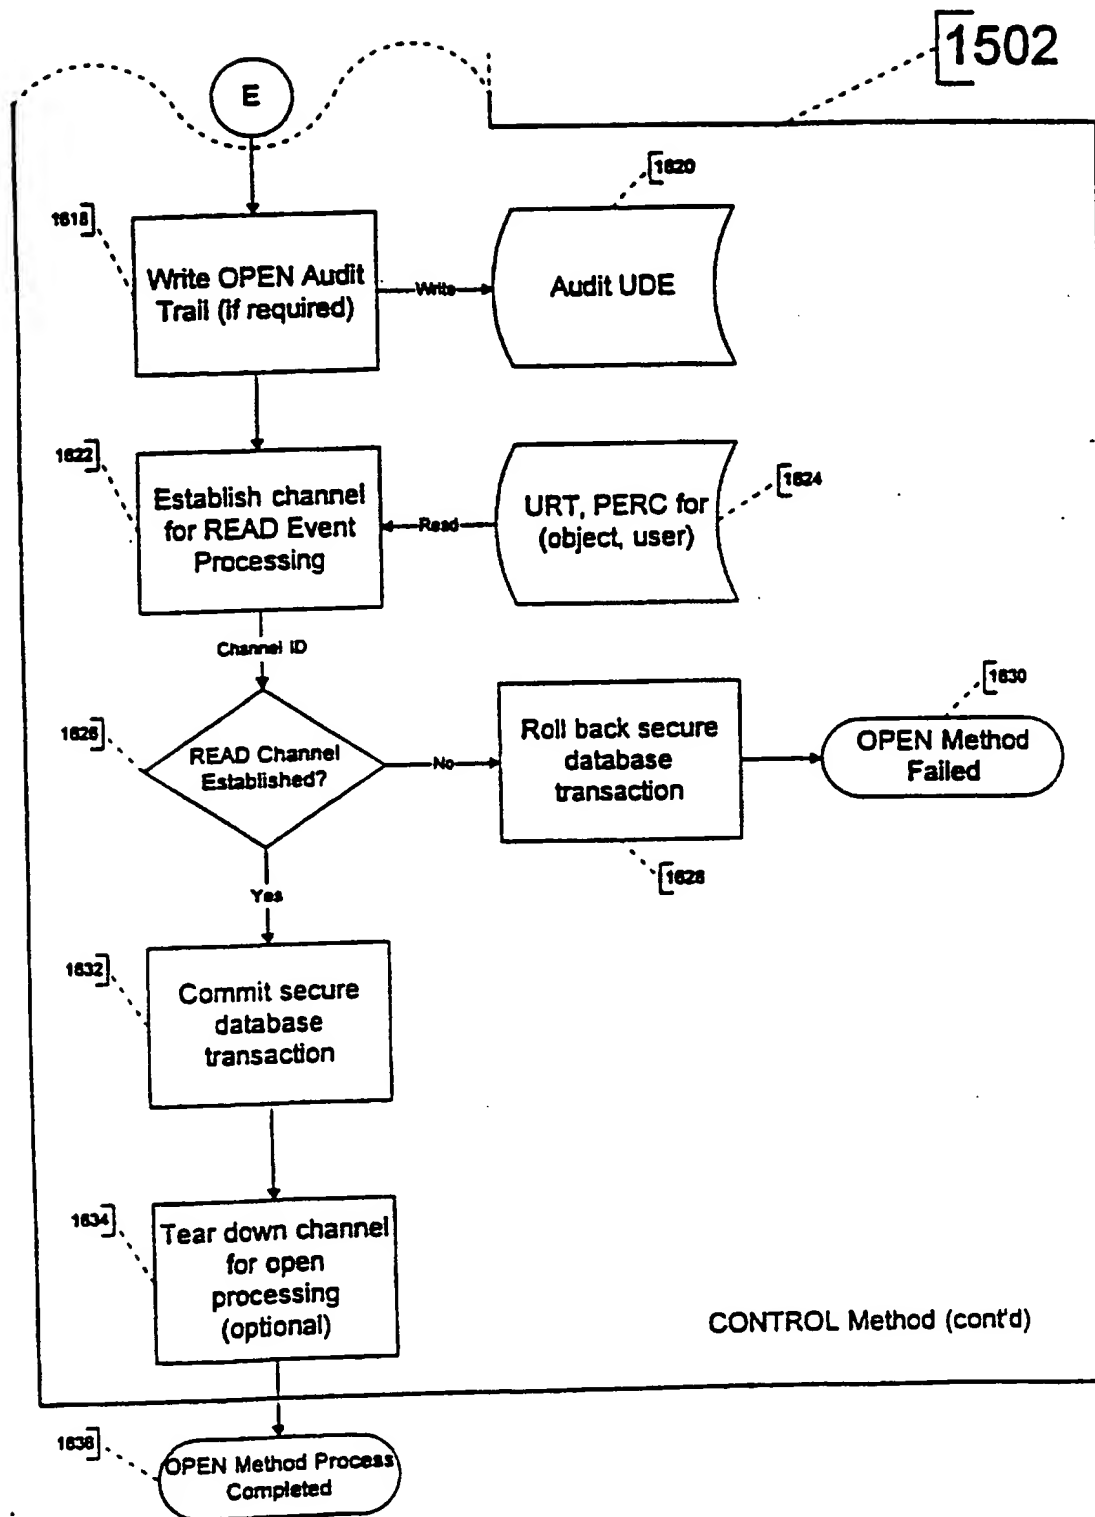 1502
E
1618
Write OPEN Audit
Trail (if required)
Write
1620
Audit UDE
1622
Establish channel
for READ Event
Processing
Read
URT, PERC for
(object, user)
1624
Channel ID
1626
READ Channel
Established?
No
Roll back secure
database
transaction
1628
OPEN Method
Failed
1630
Yes
1632
Commit secure
database
transaction
1634
Tear down channel
for open
processing
(optional)
CONTROL Method (cont'd)
1636
OPEN Method Process
Completed